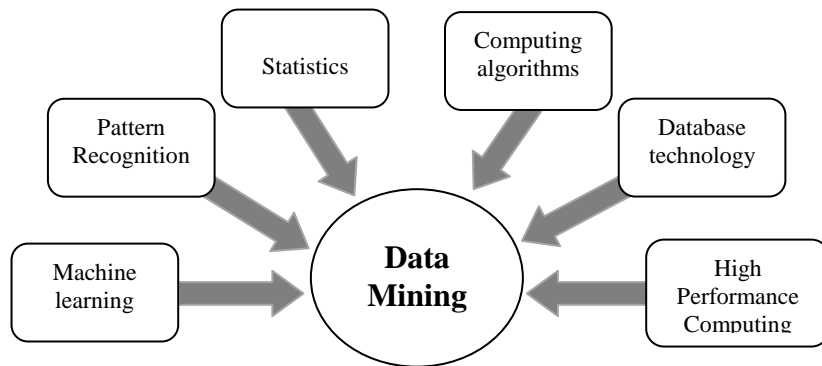 Statistics
Computing
algorithms
Pattern
Recognition
Database
technology
Machine
learning
Data
Mining
High
Performance
Computing